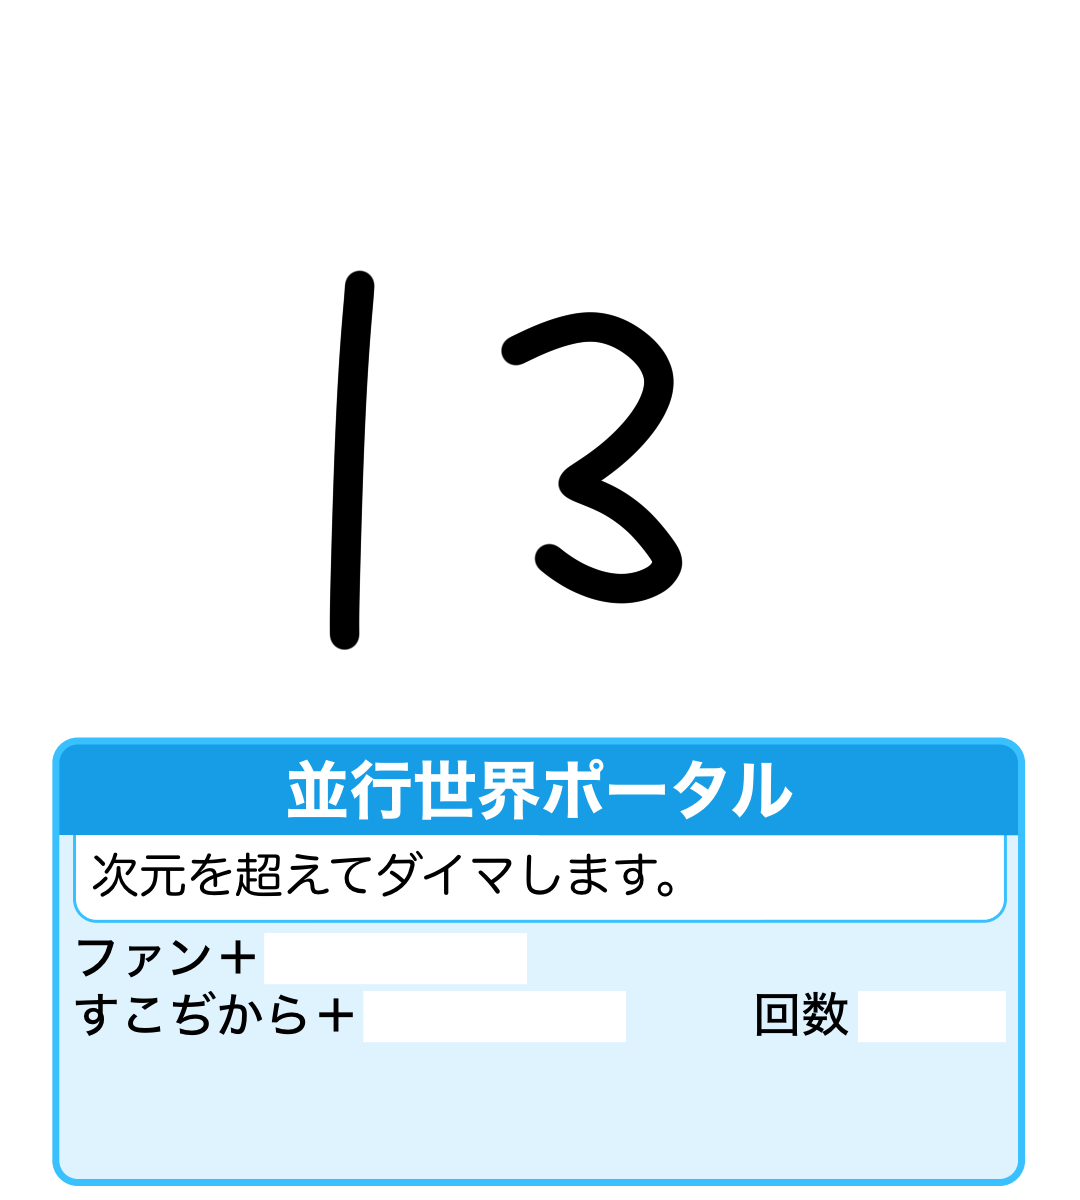 13
並行世界ポータル
次元を超えてダイマします。
ファン＋
すこぢから＋ 回数